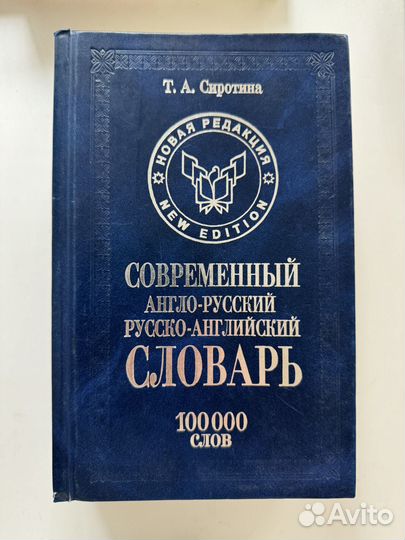 Т. А. Сиротина
НОВАЯ РЕДАКЦИЯ
NEW EDITION
СОВРЕМЕННЫЙ
АНГЛО-РУССКИЙ
РУССКО-АНГЛИЙСКИЙ
СЛОВАРЬ
100 000
СЛОВ
Avito